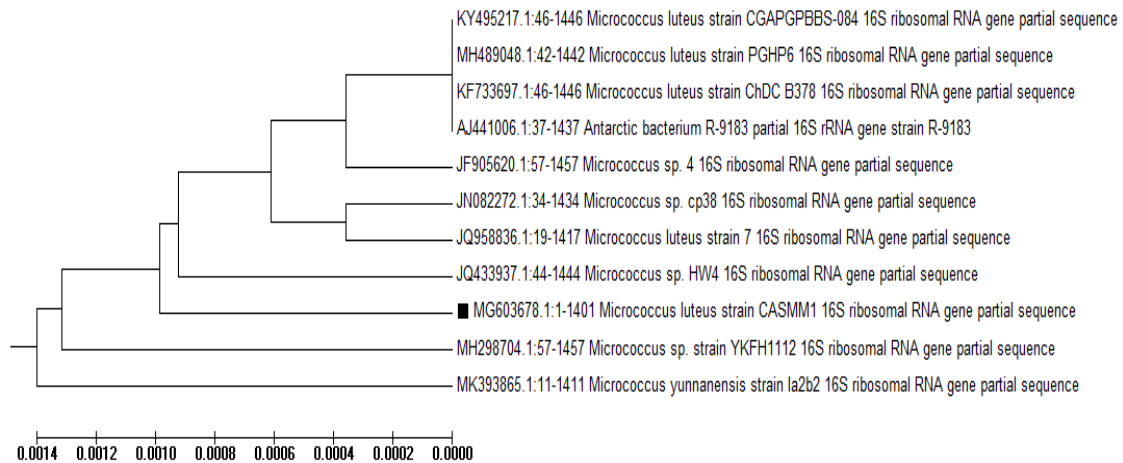 KY495217.1:46-1446 Micrococcus luteus strain CGAPGPBBS-084 16S ribosomal RNA gene partial sequence
MH489048.1:42-1442 Micrococcus luteus strain PGHP6 16S ribosomal RNA gene partial sequence
KF733697.1:46-1446 Micrococcus luteus strain ChDC B378 16S ribosomal RNA gene partial sequence
AJ441006.1:37-1437 Antarctic bacterium R-9183 partial 16S rRNA gene strain R-9183
JF905620.1:57-1457 Micrococcus sp. 4 16S ribosomal RNA gene partial sequence
JN082272.1:34-1434 Micrococcus sp. cp38 16S ribosomal RNA gene partial sequence
JQ958836.1:19-1417 Micrococcus luteus strain 7 16S ribosomal RNA gene partial sequence
JQ433937.1:44-1444 Micrococcus sp. HW4 16S ribosomal RNA gene partial sequence
MG603678.1:1-1401 Micrococcus luteus strain CASMM1 16S ribosomal RNA gene partial sequence
MH298704.1:57-1457 Micrococcus sp. strain YKFH1112 16S ribosomal RNA gene partial sequence
MK393865.1:11-1411 Micrococcus yunnanensis strain la2b2 16S ribosomal RNA gene partial sequence
0.0014 0.0012 0.0010 0.0008 0.0006 0.0004 0.0002 0.0000